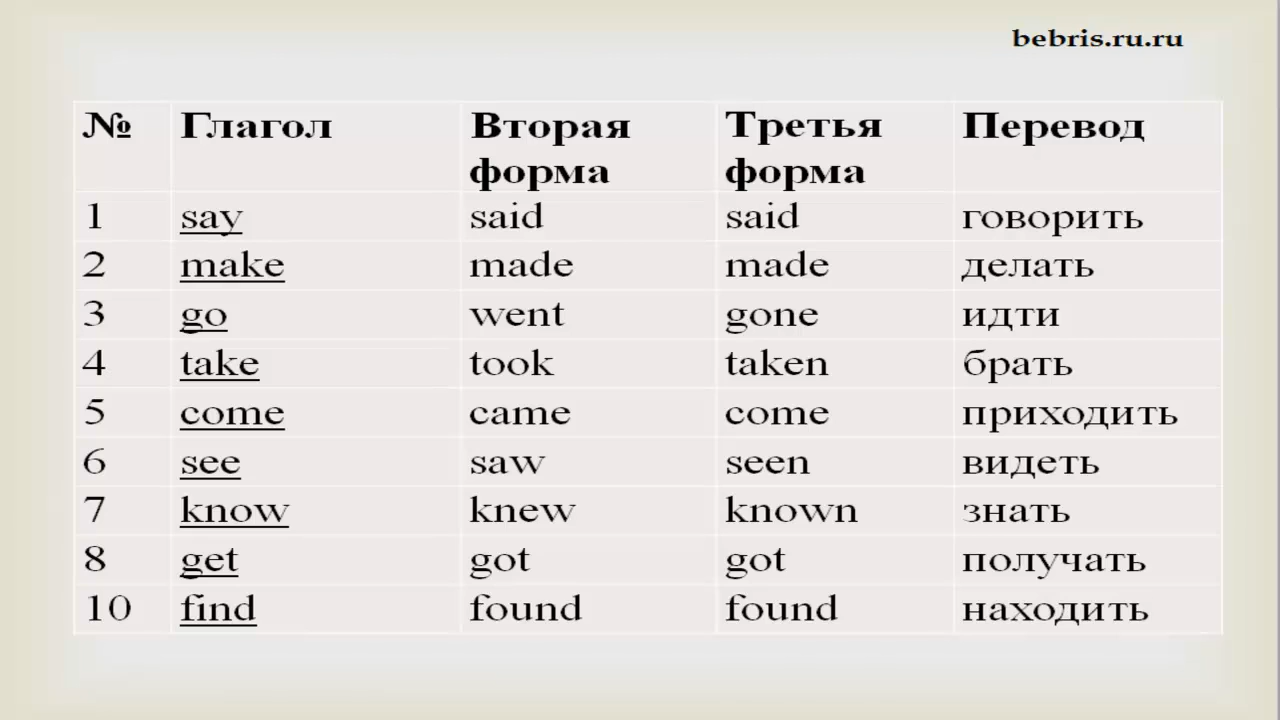 bebris.ru.ru
№ Глагол Вторая форма Третья форма Перевод
1 say said said говорить
2 make made made делать
3 go went gone идти
4 take took taken брать
5 come came come приходить
6 see saw seen видеть
7 know knew known знать
8 get got got получать
10 find found found находить